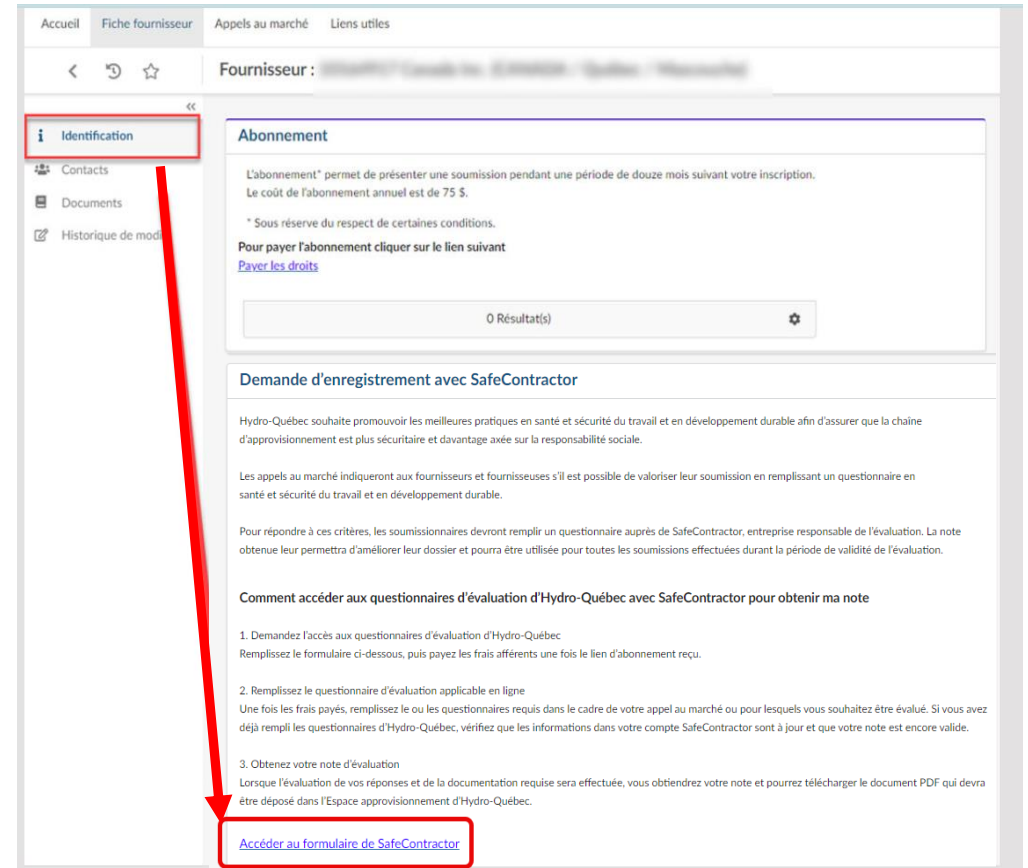 Accueil Fiche fournisseur Appels au marché Liens utiles
Fournisseur :
Identification
Contacts
Documents
Historique de modi
Abonnement
L'abonnement* permet de présenter une soumission pendant une période de douze mois suivant votre inscription.
Le coût de l'abonnement annuel est de 75 $.
* Sous réserve du respect de certaines conditions.
Pour payer l'abonnement cliquer sur le lien suivant
Payer les droits
0 Résultat(s)
Demande d'enregistrement avec SafeContractor
Hydro-Québec souhaite promouvoir les meilleures pratiques en santé et sécurité du travail et en développement durable afin d'assurer que la chaîne
d'approvisionnement est plus sécuritaire et davantage axée sur la responsabilité sociale.
Les appels au marché indiqueront aux fournisseurs et fournisseuses s'il est possible de valoriser leur soumission en remplissant un questionnaire en
santé et sécurité du travail et en développement durable.
Pour répondre à ces critères, les soumissionnaires devront remplir un questionnaire auprès de SafeContractor, entreprise responsable de l'évaluation. La note
obtenue leur permettra d'améliorer leur dossier et pourra être utilisée pour toutes les soumissions effectuées durant la période de validité de l'évaluation.
Comment accéder aux questionnaires d'évaluation d'Hydro-Québec avec SafeContractor pour obtenir ma note
1. Demandez l'accès aux questionnaires d'évaluation d'Hydro-Québec
Remplissez le formulaire ci-dessous, puis payez les frais afférents une fois le lien d'abonnement reçu.
2. Remplissez le questionnaire d'évaluation applicable en ligne
Une fois les frais payés, remplissez le ou les questionnaires requis dans le cadre de votre appel au marché ou pour lesquels vous souhaitez être évalué. Si vous avez
déjà rempli les questionnaires d'Hydro-Québec, vérifiez que les informations dans votre compte SafeContractor sont à jour et que votre note est encore valide.
3. Obtenez votre note d'évaluation
Lorsque l'évaluation de vos réponses et de la documentation requise sera effectuée, vous obtiendrez votre note et pourrez télécharger le document PDF qui devra
être déposé dans l'Espace approvisionnement d'Hydro-Québec.
Accéder au formulaire de SafeContractor